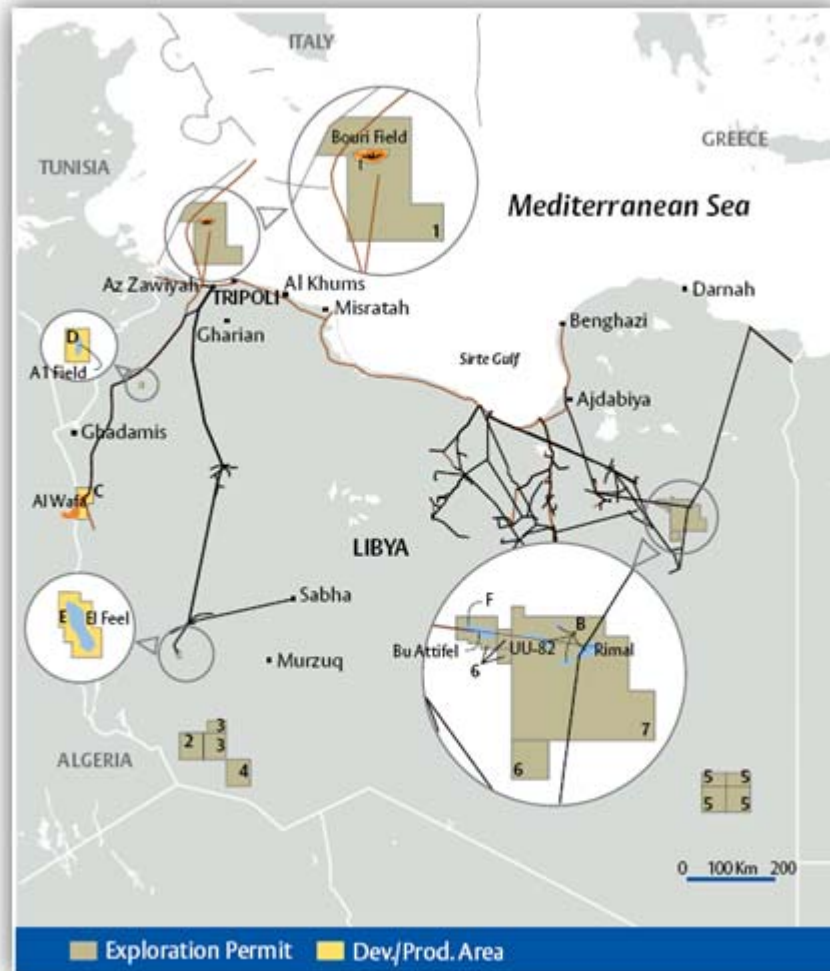 ITALY
GREECE
TUNISIA
Bouri Field
1
Mediterranean Sea
Az Zawiyah
TRIPOLI
Al Khums
Misratah
Gharian
Darnah
Benghazi
Sirte Gulf
Ajdabiya
D
A1 Field
Ghadamis
C
Al Wafa
LIBYA
E
El Feel
Sabha
Murzuq
F
B
Bu Attifel
UU-82
Rimal
6
7
6
ALGERIA
3
2
3
4
5 5
5 5
0 100 Km 200
Exploration Permit Dev./Prod. Area